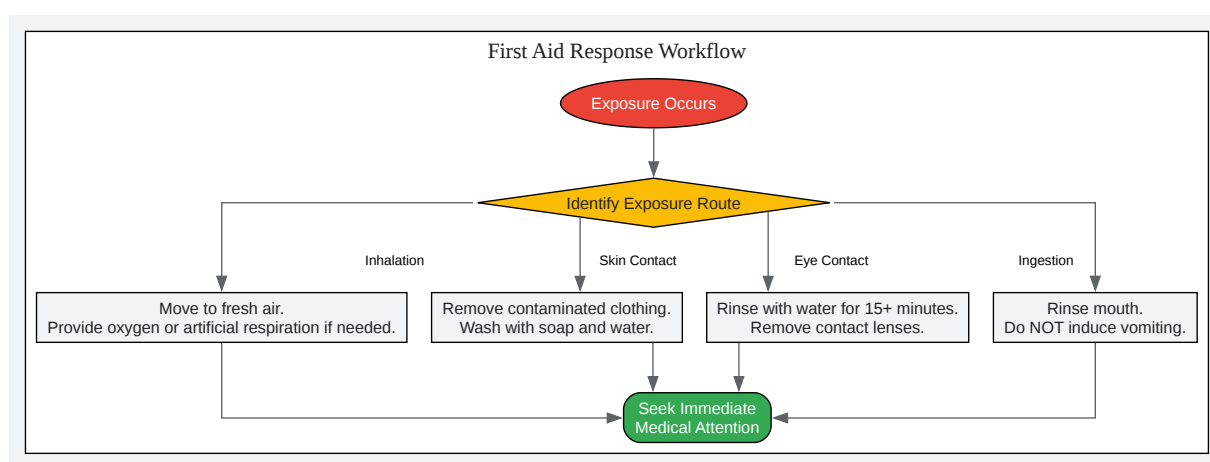 First Aid Response Workflow
Exposure Occurs
Identify Exposure Route
Inhalation
Skin Contact
Eye Contact
Ingestion
Move to fresh air.
Provide oxygen or artificial respiration if needed.
Remove contaminated clothing.
Wash with soap and water.
Rinse with water for 15+ minutes.
Remove contact lenses.
Rinse mouth.
Do NOT induce vomiting.
Seek Immediate
Medical Attention